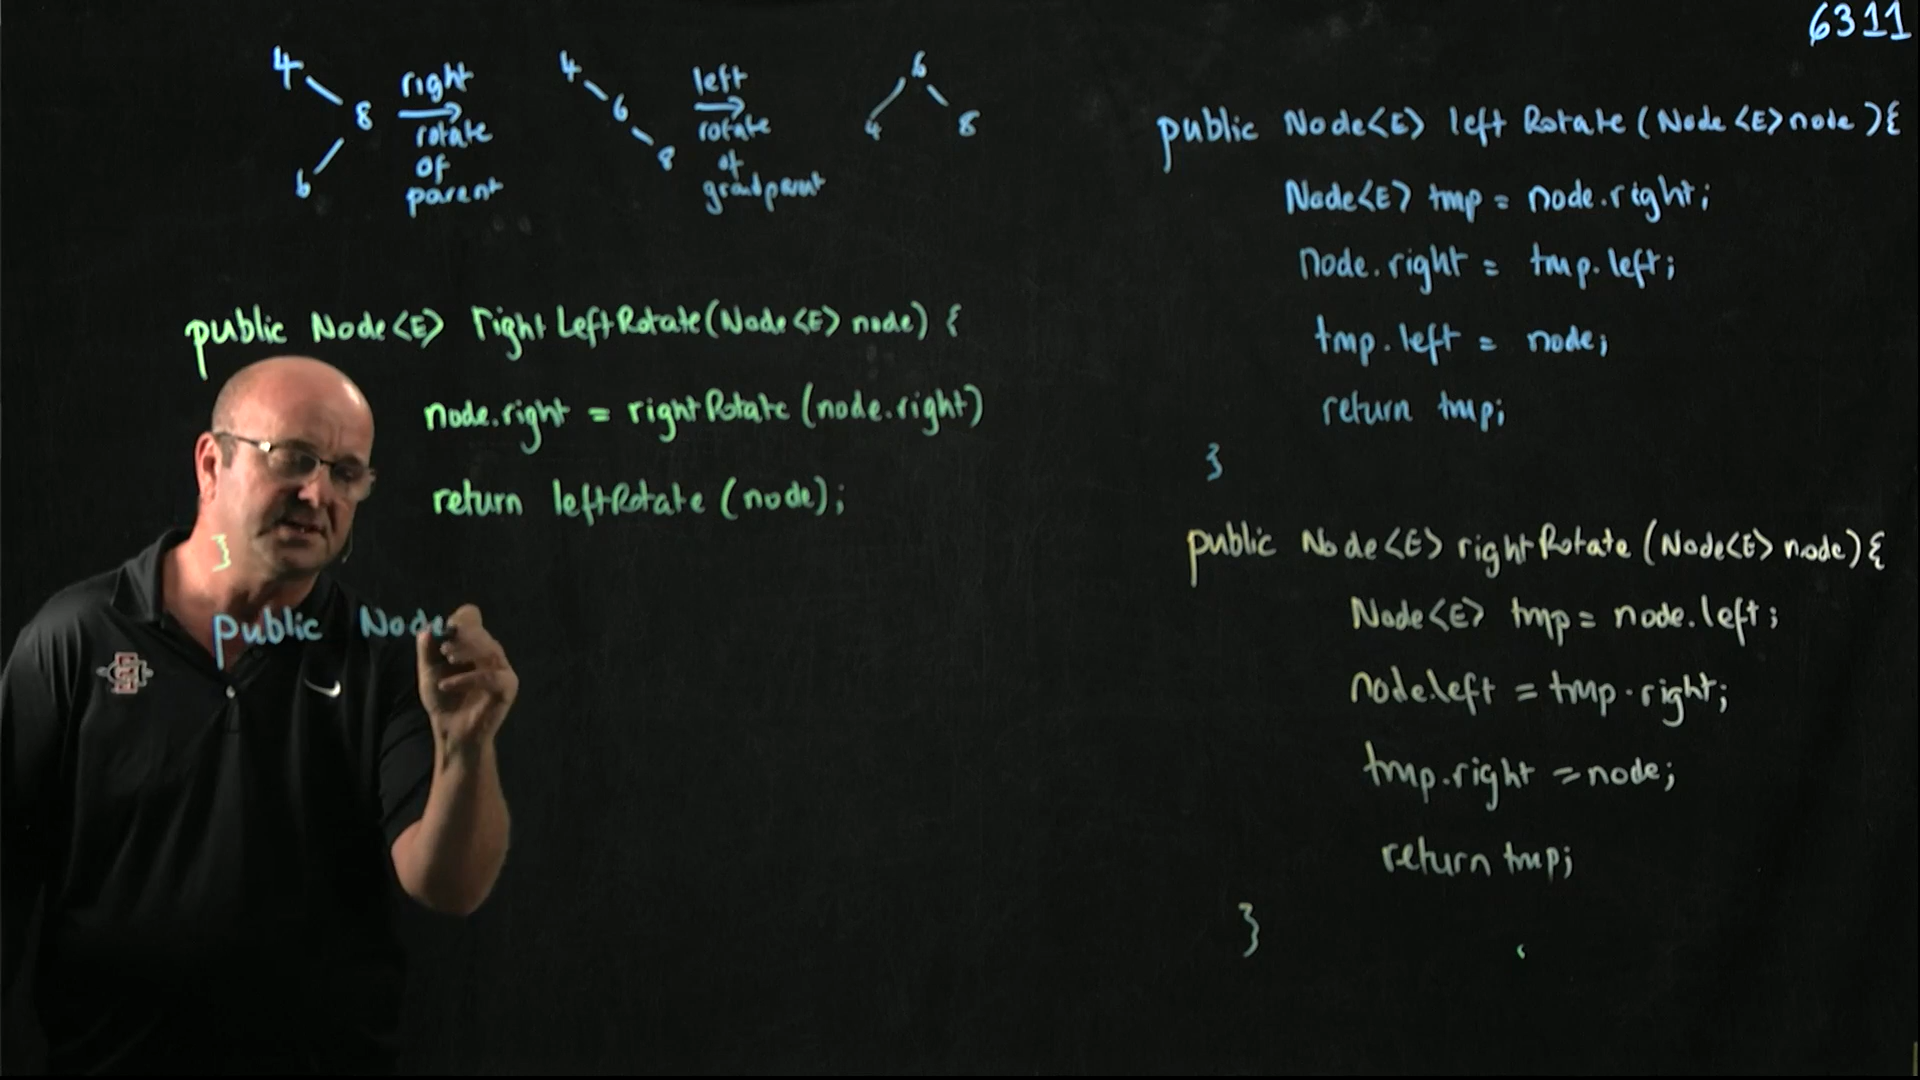 6311
4
8
6
right
rotate
of
parent
4
6
8
left
rotate
of
grandparent
6
4
8
public Node<E> rightLeftRotate(Node<E> node) {
node.right = rightRotate (node.right)
return leftRotate (node);
}
public Node
public Node<E> left Rotate (Node<E> node ){
Node<E> tmp = node.right;
node.right = tmp.left;
tmp.left = node;
return tmp;
}
public Node<E> rightRotate (Node<E> node){
Node<E> tmp = node.left;
node.left = tmp.right;
tmp.right = node;
return tmp;
}